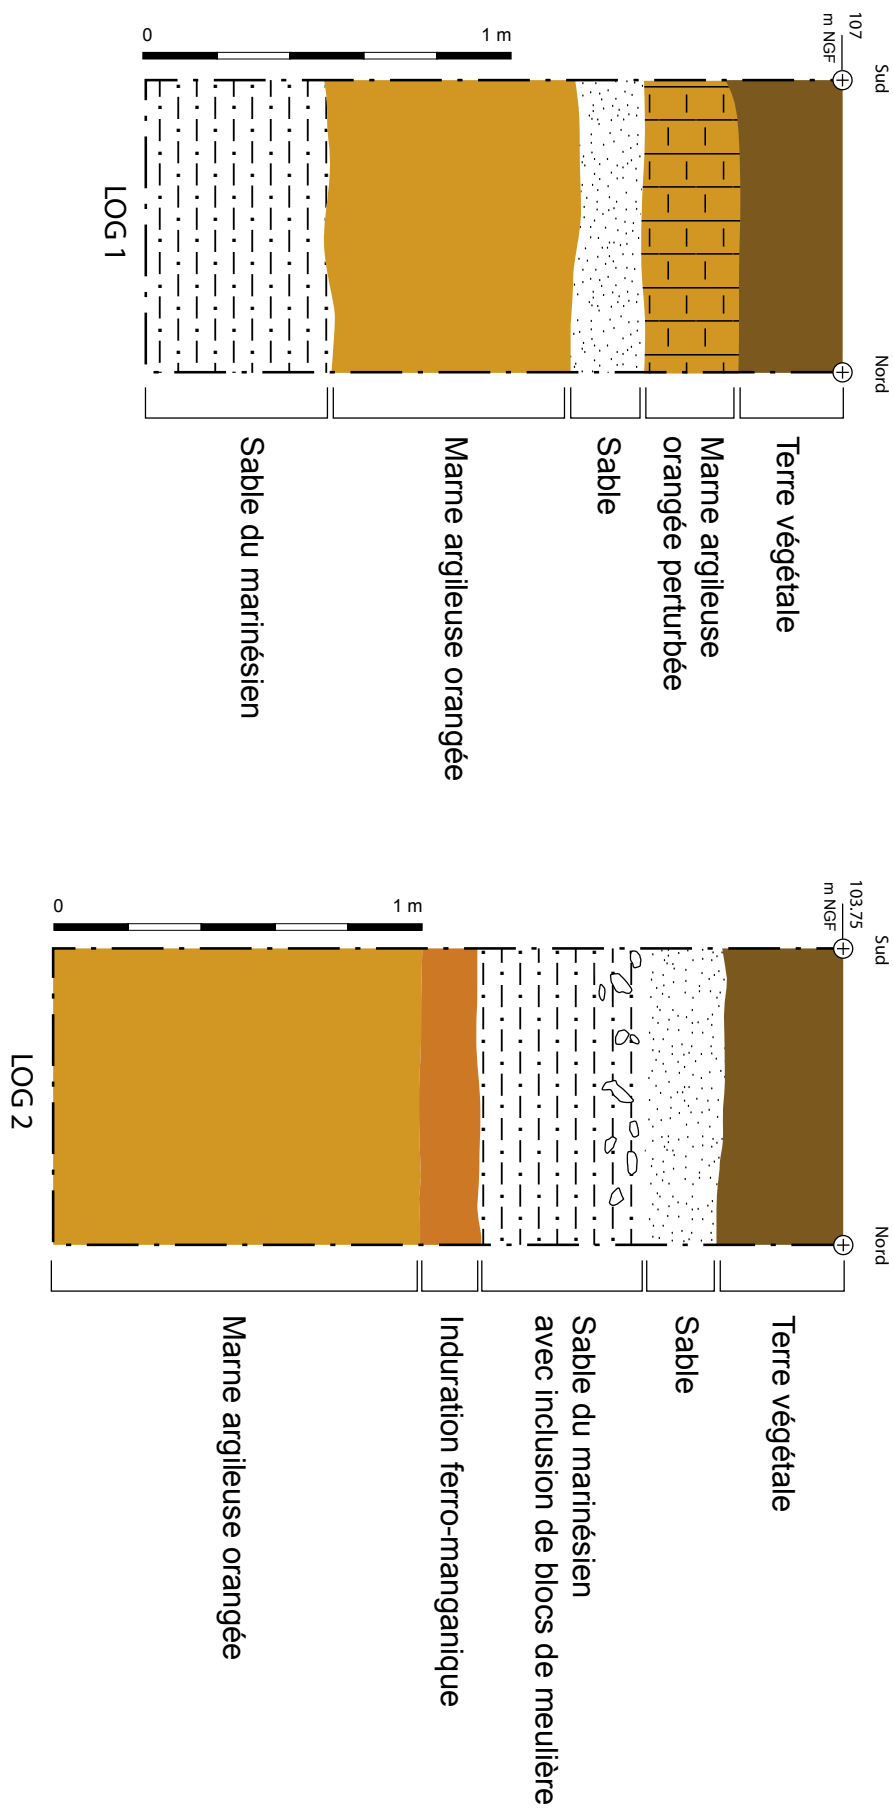 Sud
Nord
107
m NGF
0
1 m
Terre végétale
Marne argileuse
orangée perturbée
Sable
Marne argileuse orangée
Sable du marinésien
LOG 1
Sud
Nord
103.75
m NGF
0
1 m
Terre végétale
Sable
Sable du marinésien
avec inclusion de blocs de meulière
Induration ferro-manganique
Marne argileuse orangée
LOG 2